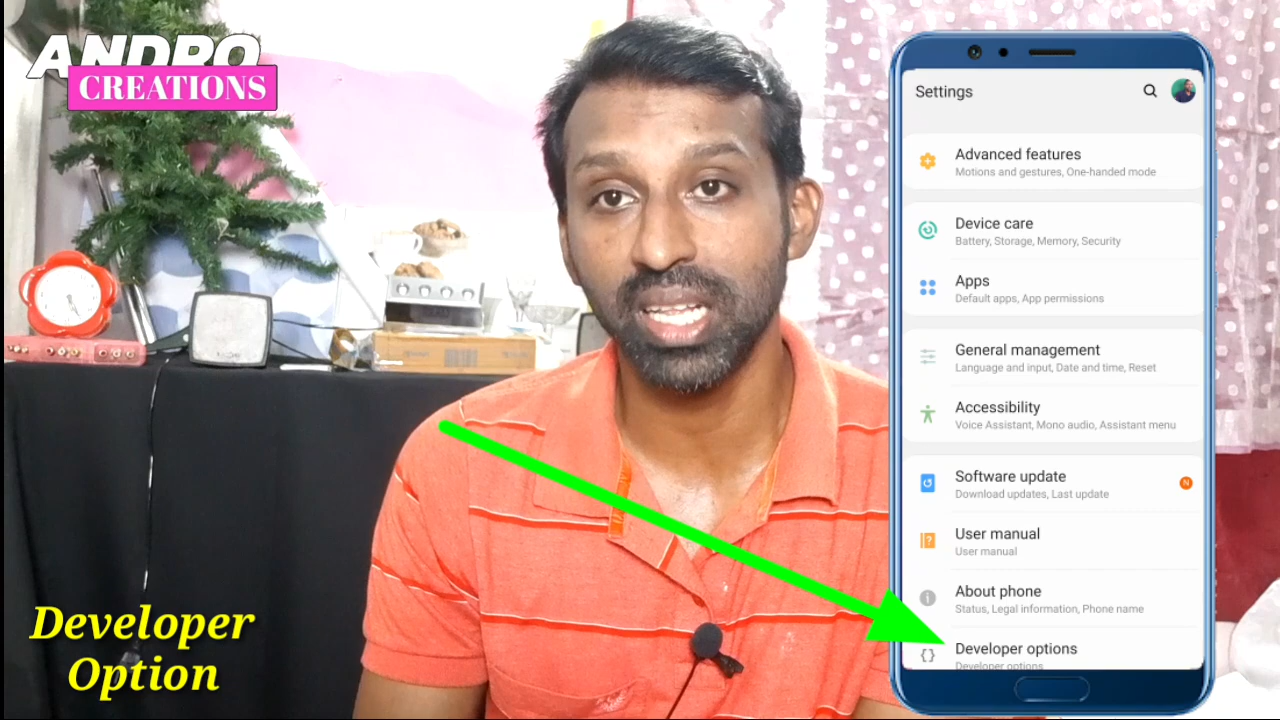 ANDRO
CREATIONS
Settings
Advanced features
Motions and gestures, One-handed mode
Device care
Battery, Storage, Memory, Security
Apps
Default apps, App permissions
General management
Language and input, Date and time, Reset
Accessibility
Voice Assistant, Mono audio, Assistant menu
Software update
N
Download updates, Last update
User manual
User manual
About phone
Status, Legal information, Phone name
Developer options
Developer options
Developer
Option